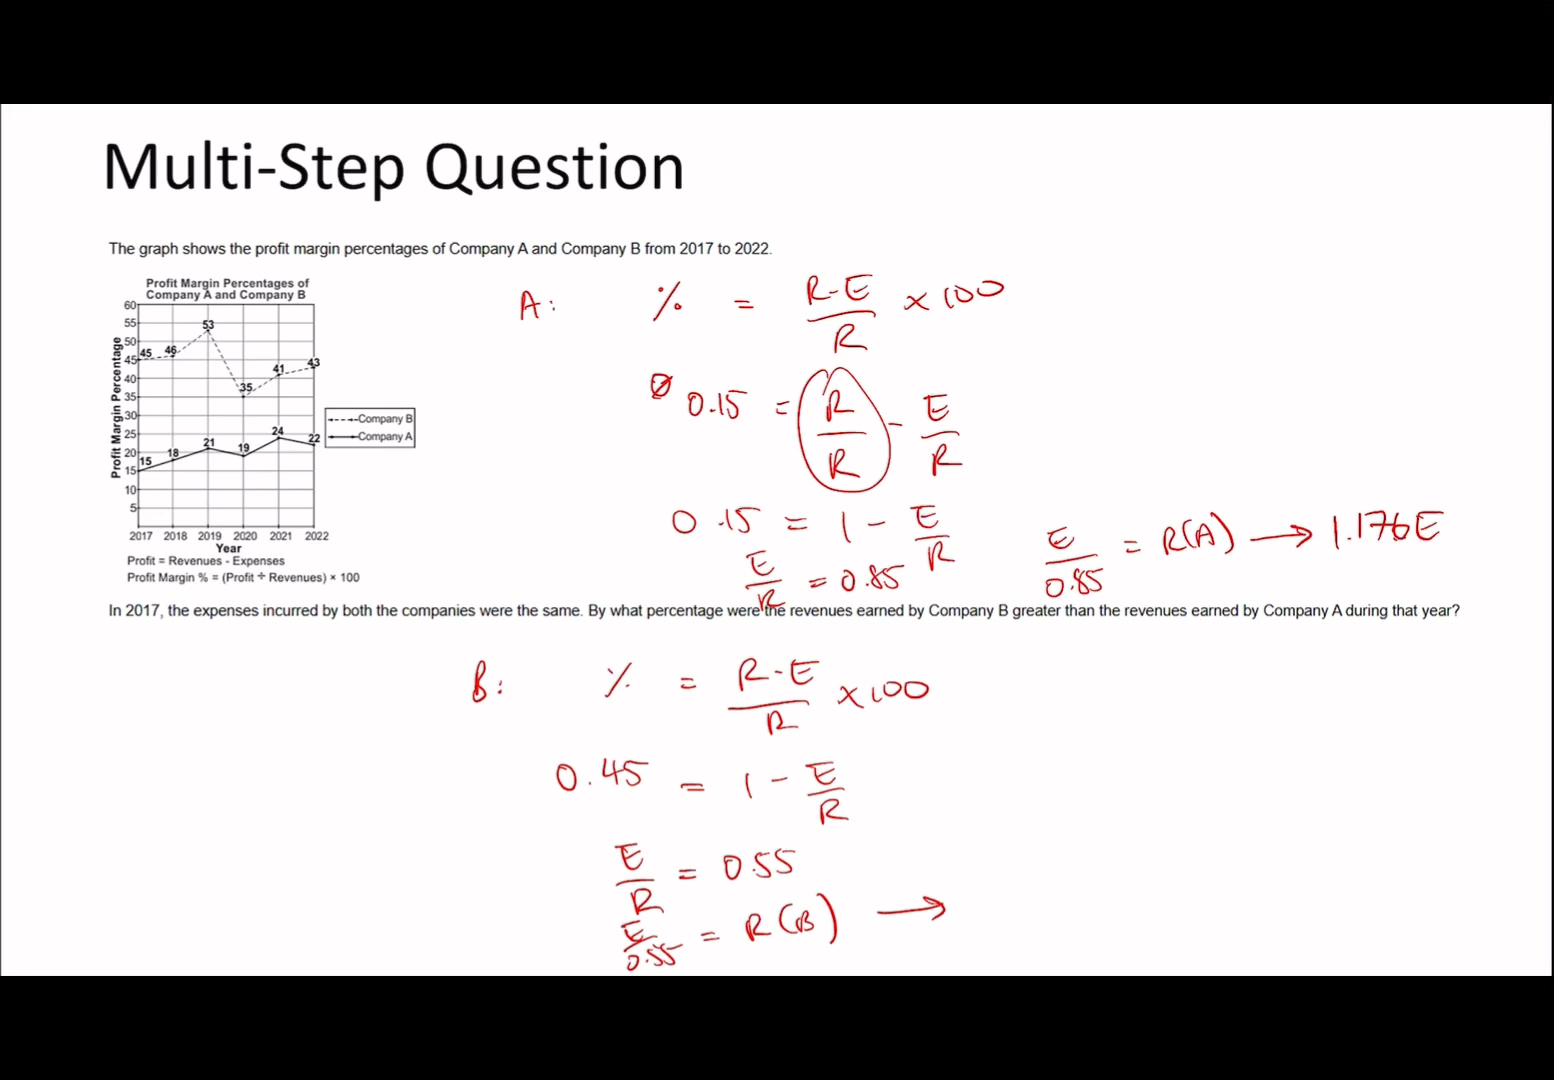 Multi-Step Question
The graph shows the profit margin percentages of Company A and Company B from 2017 to 2022.
Profit Margin Percentages of
Company A and Company B
Profit Margin Percentage
60
55
50
45
40
35
30
25
20
15
10
5
45 46 53 35 41 43
15 18 21 19 24 22
2017 2018 2019 2020 2021 2022
Year
Company B
Company A
Profit = Revenues - Expenses
Profit Margin % = (Profit ÷ Revenues) × 100
A: % = R-E/R × 100
0.15 = R/R - E/R
0.15 = 1 - E/R
E/R = 0.85
E/0.85 = R(A) → 1.176E
In 2017, the expenses incurred by both the companies were the same. By what percentage were the revenues earned by Company B greater than the revenues earned by Company A during that year?
B: % = R-E/R × 100
0.45 = 1 - E/R
E/R = 0.55
E/0.55 = R(B) →